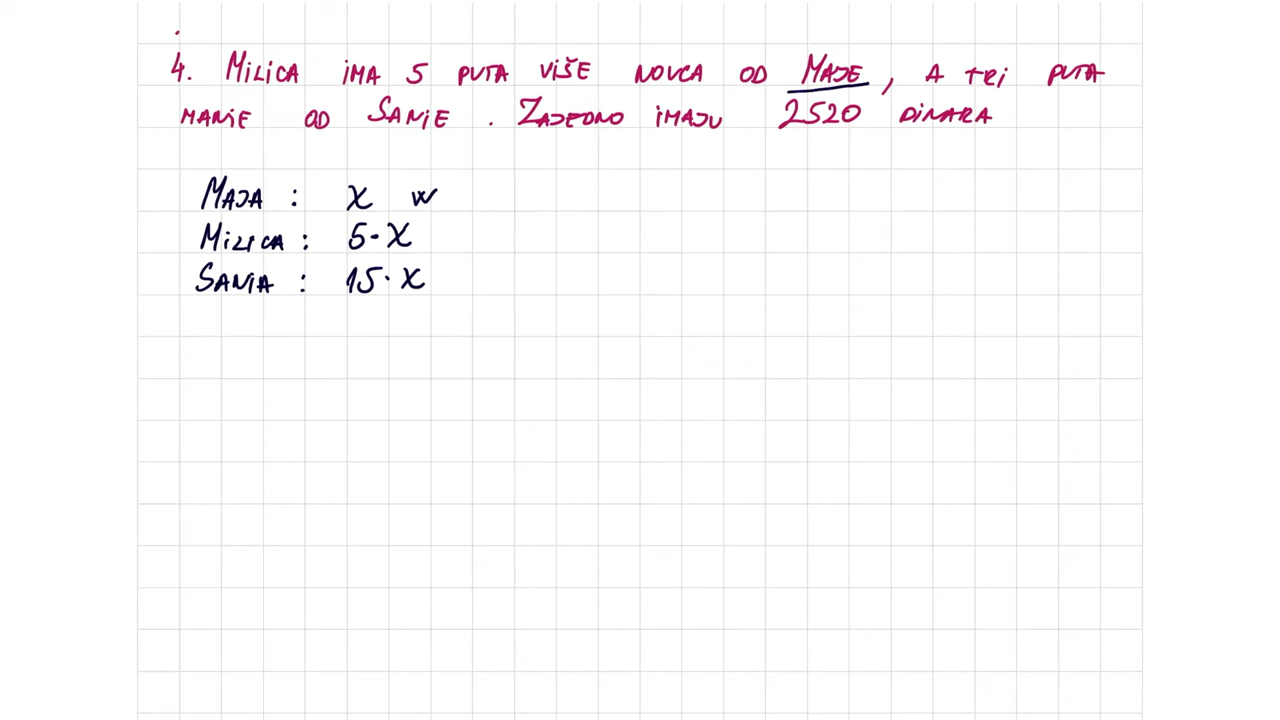 4. MILICA IMA 5 PUTA VIŠE NOVCA OD MAJE, A TRI PUTA
MANJE OD SANJE. ZAJEDNO IMAJU 2520 DINARA
MAJA: X W
MILICA: 5·X
SANJA: 15·X